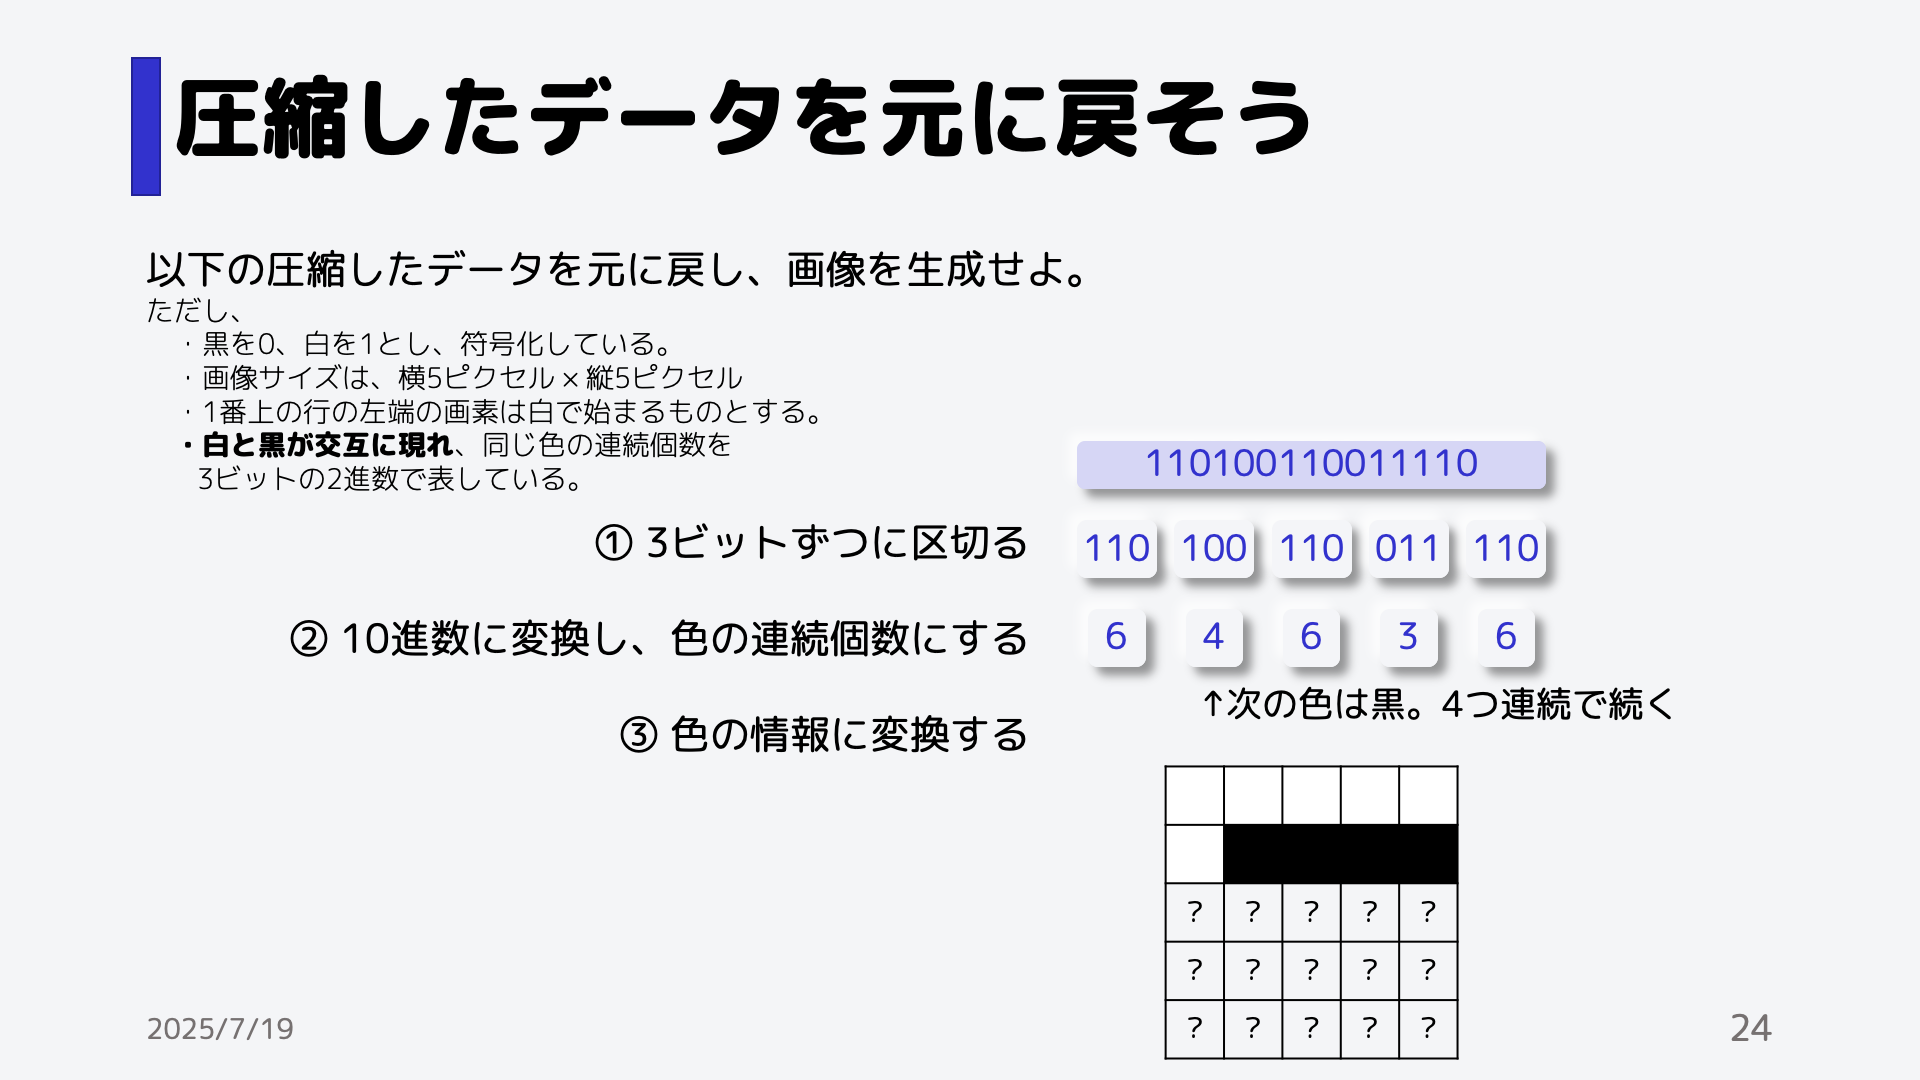 圧縮したデータを元に戻そう
以下の圧縮したデータを元に戻し、画像を生成せよ。
ただし、
・黒を0、白を1とし、符号化している。
・画像サイズは、横5ピクセル × 縦5ピクセル
・1番上の行の左端の画素は白で始まるものとする。
・白と黒が交互に現れ、同じ色の連続個数を
3ビットの2進数で表している。
110100110011110
① 3ビットずつに区切る
110 100 110 011 110
② 10進数に変換し、色の連続個数にする
6 4 6 3 6
↑次の色は黒。4つ連続で続く
③ 色の情報に変換する
? ? ? ? ?
? ? ? ? ?
? ? ? ? ?
2025/7/19
24